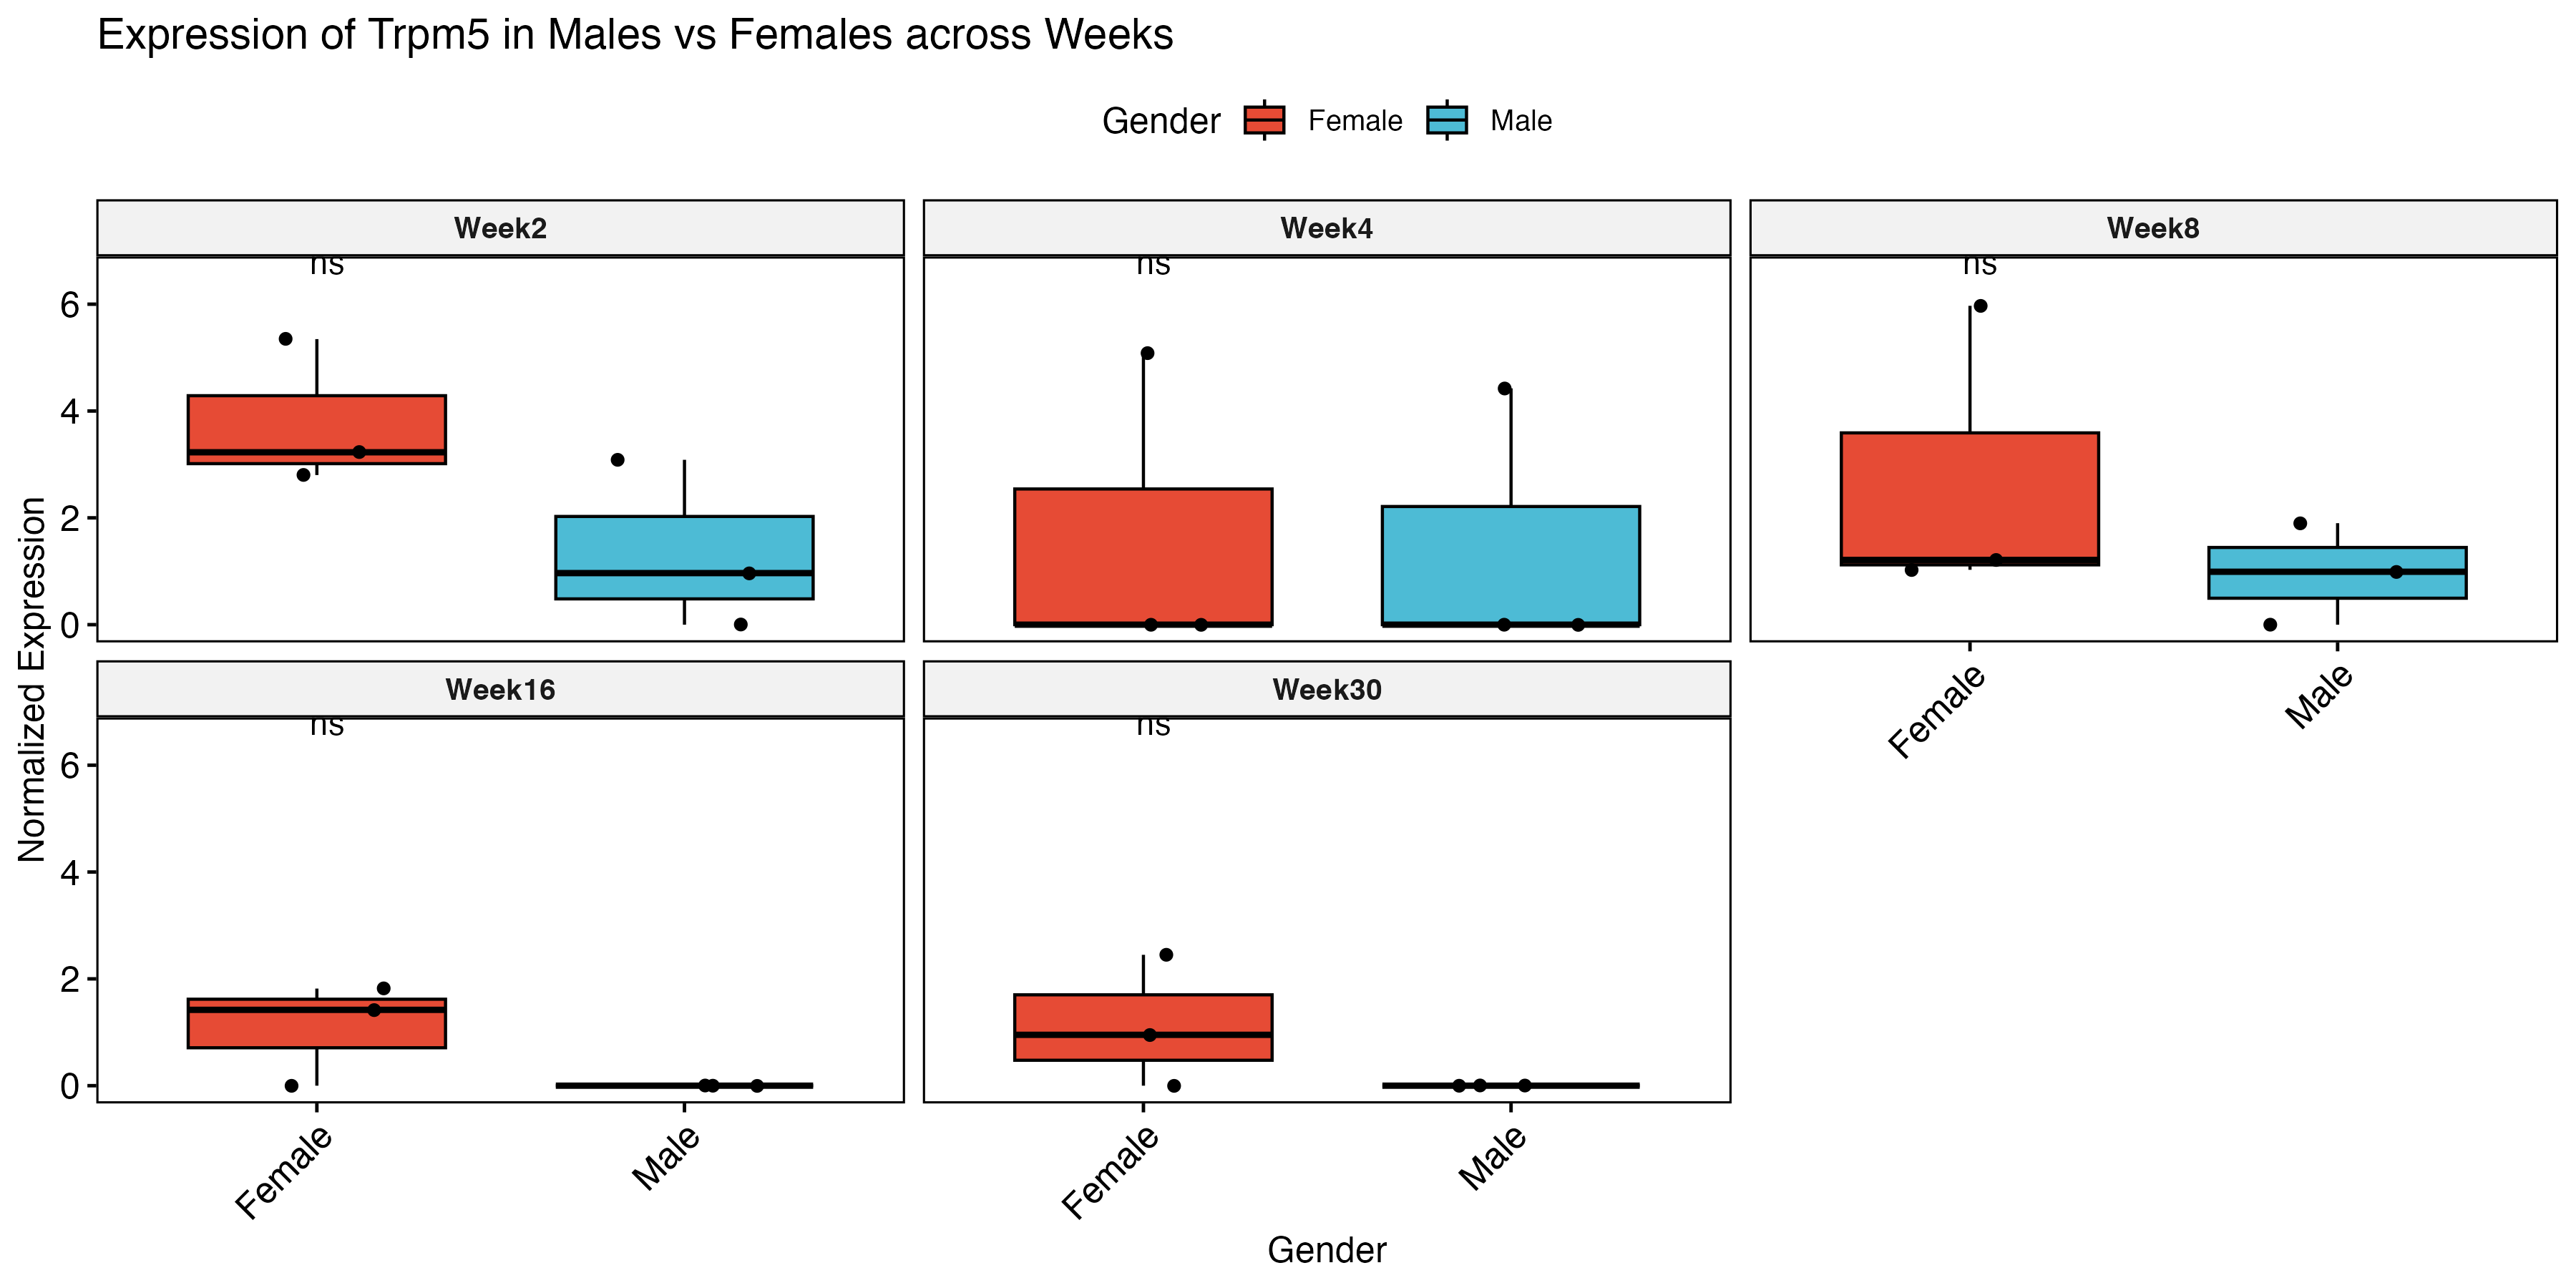 Expression of Trpm5 in Males vs Females across Weeks
Gender Female Male
Week2 Week4 Week8
ns ns ns
6
4
2
0
Normalized Expression
Female Male
Week16 Week30
ns ns
6
4
2
0
Female Male Female Male
Gender